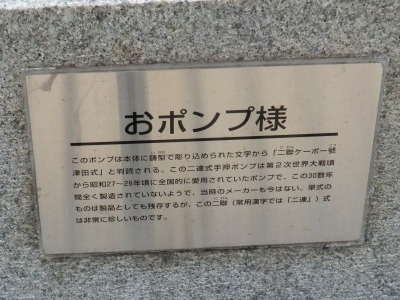 おポンプ様
このポンプは本体に鋳型で彫り込められた文字から「二聯ケーボー號
津田式」と判読される。この二連式手押ポンプは第2次世界大戦頃
から昭和27〜28年頃に全国的に愛用されていたポンプで、この30数年
間全く製造されていないようで、当時のメーカーも今はない。単式の
ものは製品としても残存するが、この二聯(常用漢字では「二連」)式
は非常に珍しいものです。